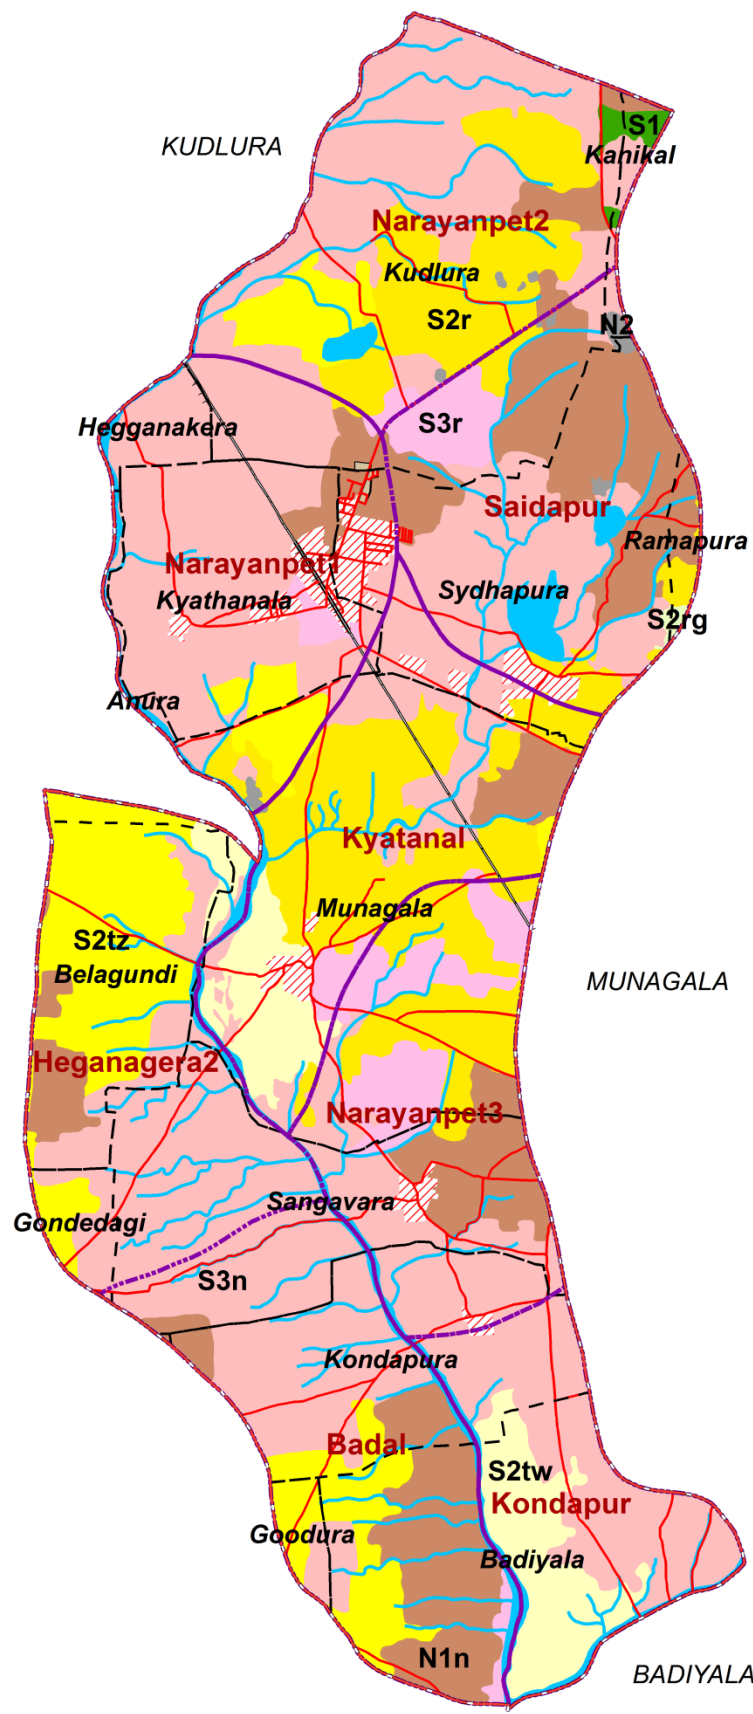 S1
KUDLURA
Kanikal
Narayanpet2
Kudlura
S2r
N2
S3r
Hegganakera
Saidapur
Ramapura
Narayanpet1
Sydhapura
Kyathanala
S2rg
Anura
Kyatanal
Munagala
S2tz
Belagundi
MUNAGALA
Heganagera2
Narayanpet3
Sangavara
Gondedagi
S3n
Kondapura
Badal
S2tw
Kondapur
Goodura
Badiyala
N1n
BADIYALA